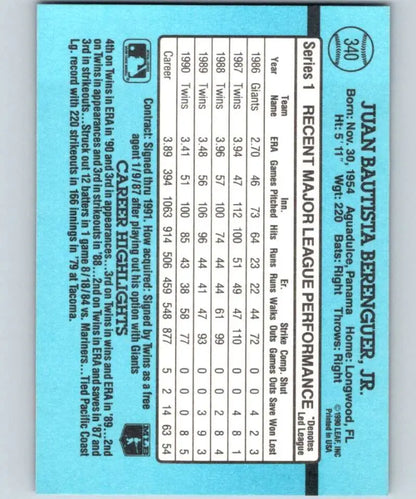 340
JUAN BAUTISTA BERENGUER, JR.
Born: Nov. 30, 1954 Aguadulce, Panama Home: Longwood, FL
Ht: 5' 11" Wgt: 220 Bats: Right Throws: Right
© 1990 LEAF, INC.
Printed in USA
Series 1 RECENT MAJOR LEAGUE PERFORMANCE *Denotes Led League
Team Inn. Er. Strike Comp. Shut
Year Name ERA Games Pitched Hits Runs Runs Walks Outs Games Outs Save Won Lost
1986 Giants 2.70 46 73 64 23 22 44 72 0 0 4 2 3
1987 Twins 3.94 47 112 100 51 49 47 110 0 0 4 8 1
1988 Twins 3.96 57 100 74 44 44 61 99 0 0 2 8 4
1989 Twins 3.48 56 106 96 44 41 47 93 0 0 3 9 3
1990 Twins 3.41 51 100 85 43 38 58 77 0 0 0 8 5
Career 3.89 394 1063 914 506 459 548 877 5 2 14 63 54
Contract: Signed thru 1991. How acquired: Signed by Twins as a free
agent 1/9/87 after playing out his option with Giants
CAREER HIGHLIGHTS
4th on Twins in ERA in '90 and 3rd in appearances... 3rd on Twins in wins and ERA in '89... 2nd
on Twins in appearances and 3rd in strikeouts in '88... 2nd on Twins in ERA and saves in '87 and
3rd in strikeouts... Struck out 12 batters in 1 game 8/18/84 vs. Mariners... Tied Pacific Coast
Lg. record with 220 strikeouts in 166 innings in '79 at Tacoma.